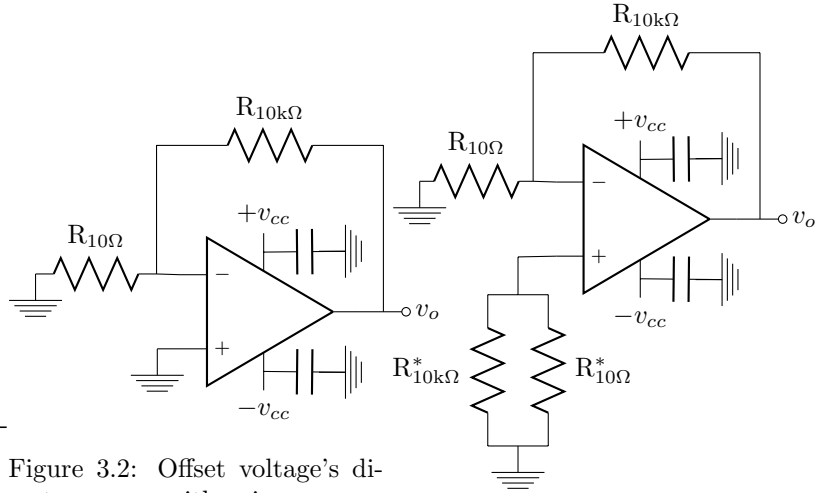 R10kΩ
R10Ω
+vcc
−
+
−vcc
vo
R10kΩ
R10Ω
+vcc
−
+
−vcc
vo
R*10kΩ
R*10Ω
Figure 3.2: Offset voltage's di-